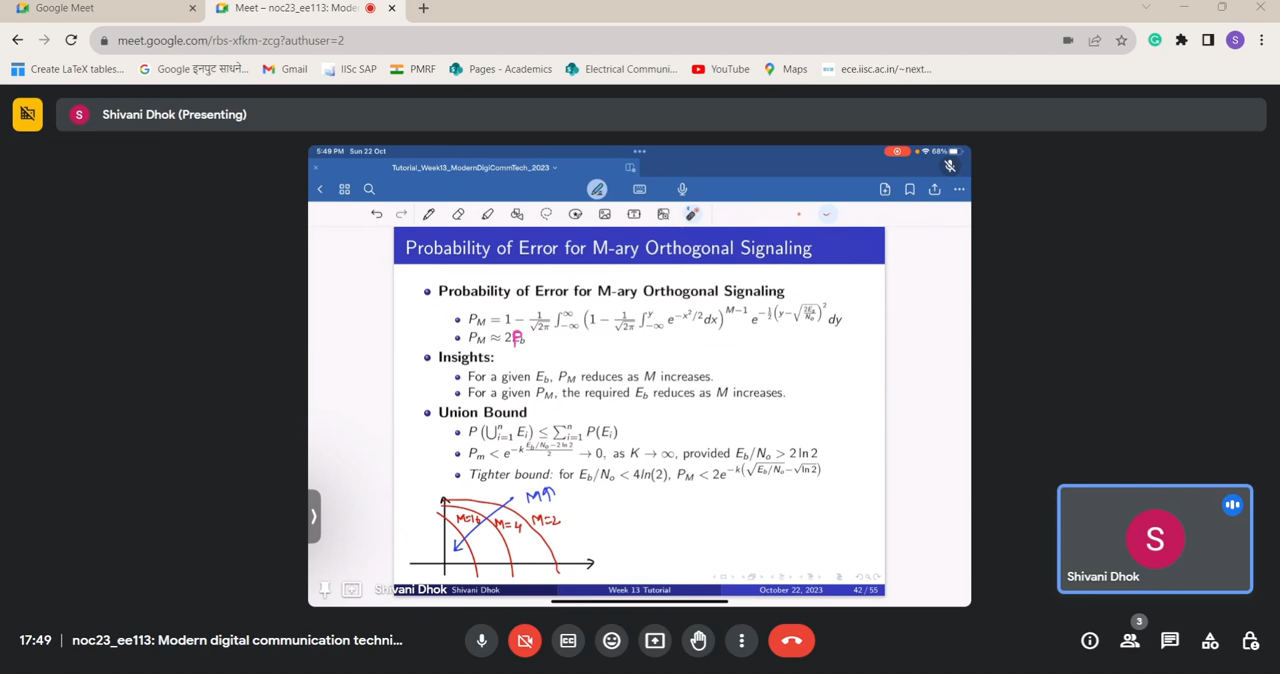 Google Meet
Meet – noc23_ee113: Mode
meet.google.com/rbs-xfkm-zcg?authuser=2
S
Create LaTeX tables...
Google इनपुट साधने...
Gmail
IISc SAP
PMRF
Pages - Academics
Electrical Communi...
YouTube
Maps
ece.iisc.ac.in/~next...
S
Shivani Dhok (Presenting)
5:49 PM Sun 22 Oct
68%
Tutorial_Week13_ModernDigiCommTech_2023
Probability of Error for M-ary Orthogonal Signaling
Probability of Error for M-ary Orthogonal Signaling
P_M = 1 − 1/√2π ∫_{−∞}^{∞} (1 − 1/√2π ∫_{−∞}^{y} e^{−x²/2}dx)^{M−1} e^{−½(y−√(2E_s/N_o))²} dy
P_M ≈ 2P_b
Insights:
For a given E_b, P_M reduces as M increases.
For a given P_M, the required E_b reduces as M increases.
Union Bound
P(⋃_{i=1}^{n} E_i) ≤ ∑_{i=1}^{n} P(E_i)
P_m < e^{−k (E_b/N_o−2 ln 2)/2} → 0, as K → ∞, provided E_b/N_o > 2 ln 2
Tighter bound: for E_b/N_o < 4ln(2), P_M < 2e^{−k(√(E_b/N_o)−√ln 2)}
M↑
M=16
M=4
M=2
Shivani Dhok
Shivani Dhok
Week 13 Tutorial
October 22, 2023
42 / 55
S
Shivani Dhok
17:49 | noc23_ee113: Modern digital communication techni...
3